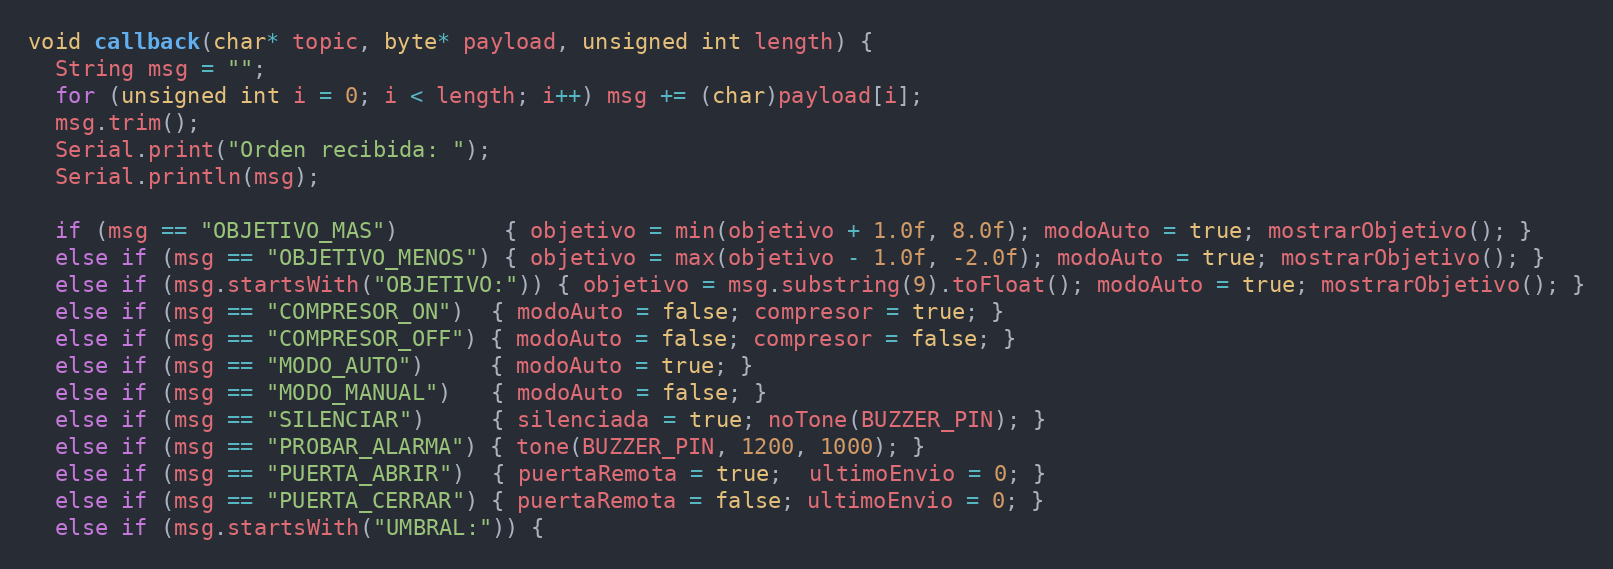 void callback(char* topic, byte* payload, unsigned int length) {
  String msg = "";
  for (unsigned int i = 0; i < length; i++) msg += (char)payload[i];
  msg.trim();
  Serial.print("Orden recibida: ");
  Serial.println(msg);

  if (msg == "OBJETIVO_MAS")        { objetivo = min(objetivo + 1.0f, 8.0f); modoAuto = true; mostrarObjetivo(); }
  else if (msg == "OBJETIVO_MENOS") { objetivo = max(objetivo - 1.0f, -2.0f); modoAuto = true; mostrarObjetivo(); }
  else if (msg.startsWith("OBJETIVO:")) { objetivo = msg.substring(9).toFloat(); modoAuto = true; mostrarObjetivo(); }
  else if (msg == "COMPRESOR_ON")  { modoAuto = false; compresor = true; }
  else if (msg == "COMPRESOR_OFF") { modoAuto = false; compresor = false; }
  else if (msg == "MODO_AUTO")     { modoAuto = true; }
  else if (msg == "MODO_MANUAL")   { modoAuto = false; }
  else if (msg == "SILENCIAR")     { silenciada = true; noTone(BUZZER_PIN); }
  else if (msg == "PROBAR_ALARMA") { tone(BUZZER_PIN, 1200, 1000); }
  else if (msg == "PUERTA_ABRIR")  { puertaRemota = true;  ultimoEnvio = 0; }
  else if (msg == "PUERTA_CERRAR") { puertaRemota = false; ultimoEnvio = 0; }
  else if (msg.startsWith("UMBRAL:")) {